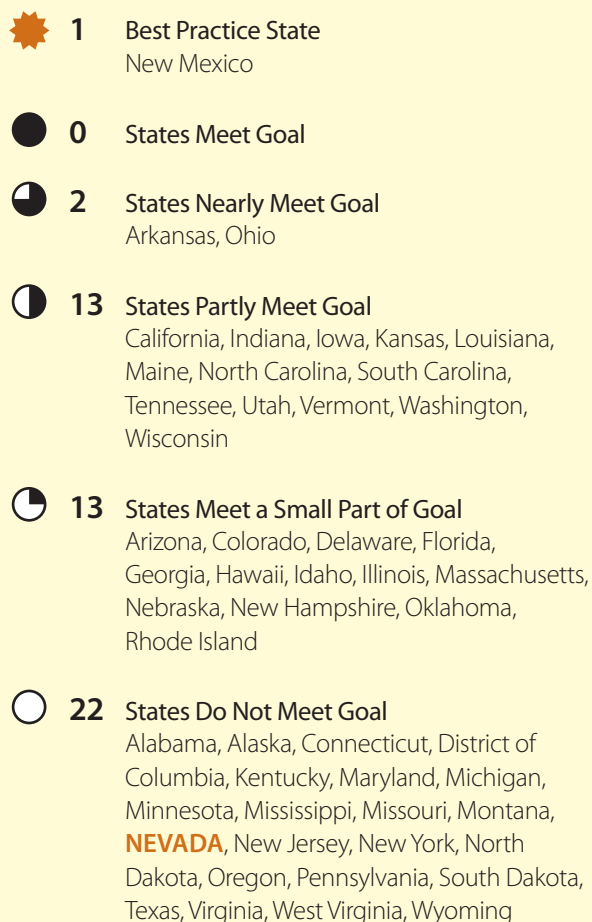 1 Best Practice State
New Mexico
0 States Meet Goal
2 States Nearly Meet Goal
Arkansas, Ohio
13 States Partly Meet Goal
California, Indiana, Iowa, Kansas, Louisiana,
Maine, North Carolina, South Carolina,
Tennessee, Utah, Vermont, Washington,
Wisconsin
13 States Meet a Small Part of Goal
Arizona, Colorado, Delaware, Florida,
Georgia, Hawaii, Idaho, Illinois, Massachusetts,
Nebraska, New Hampshire, Oklahoma,
Rhode Island
22 States Do Not Meet Goal
Alabama, Alaska, Connecticut, District of
Columbia, Kentucky, Maryland, Michigan,
Minnesota, Mississippi, Missouri, Montana,
NEVADA, New Jersey, New York, North
Dakota, Oregon, Pennsylvania, South Dakota,
Texas, Virginia, West Virginia, Wyoming